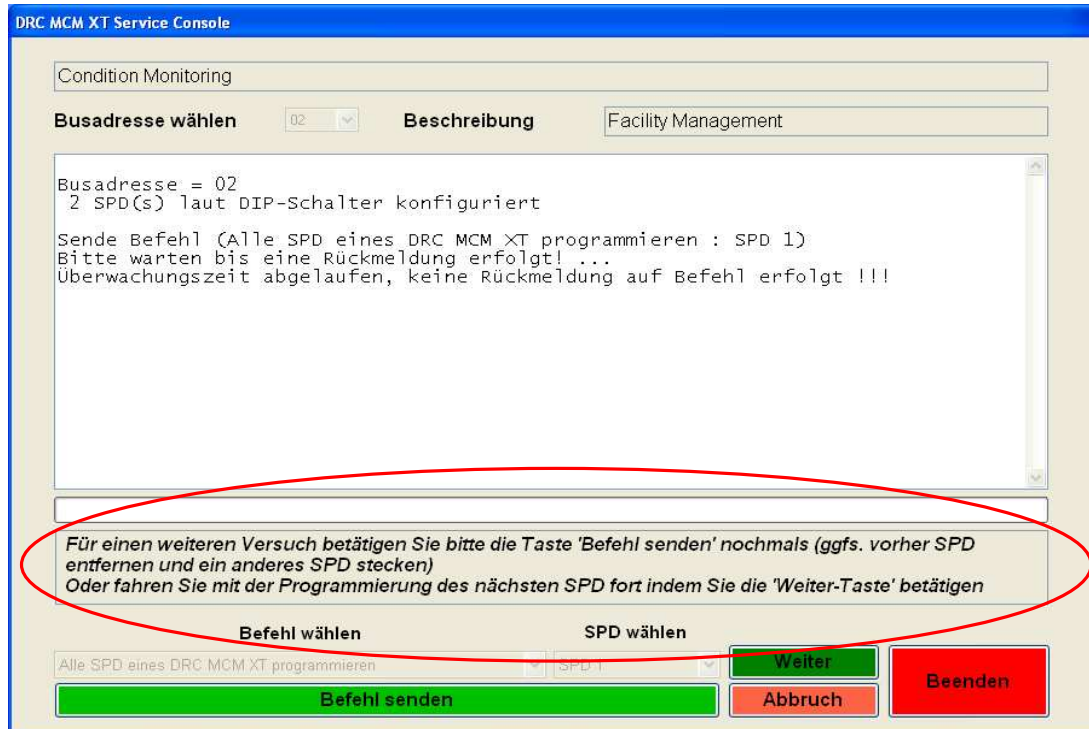 DRC MCM XT Service Console
Condition Monitoring
Busadresse wählen 02 Beschreibung Facility Management
Busadresse = 02
2 SPD(s) laut DIP-Schalter konfiguriert
Sende Befehl (Alle SPD eines DRC MCM XT programmieren : SPD 1)
Bitte warten bis eine Rückmeldung erfolgt! ...
Überwachungszeit abgelaufen, keine Rückmeldung auf Befehl erfolgt !!!
Für einen weiteren Versuch betätigen Sie bitte die Taste 'Befehl senden' nochmals (ggfs. vorher SPD
entfernen und ein anderes SPD stecken)
Oder fahren Sie mit der Programmierung des nächsten SPD fort indem Sie die 'Weiter-Taste' betätigen
Befehl wählen SPD wählen
Alle SPD eines DRC MCM XT programmieren SPD 1 Weiter
Beenden
Befehl senden Abbruch